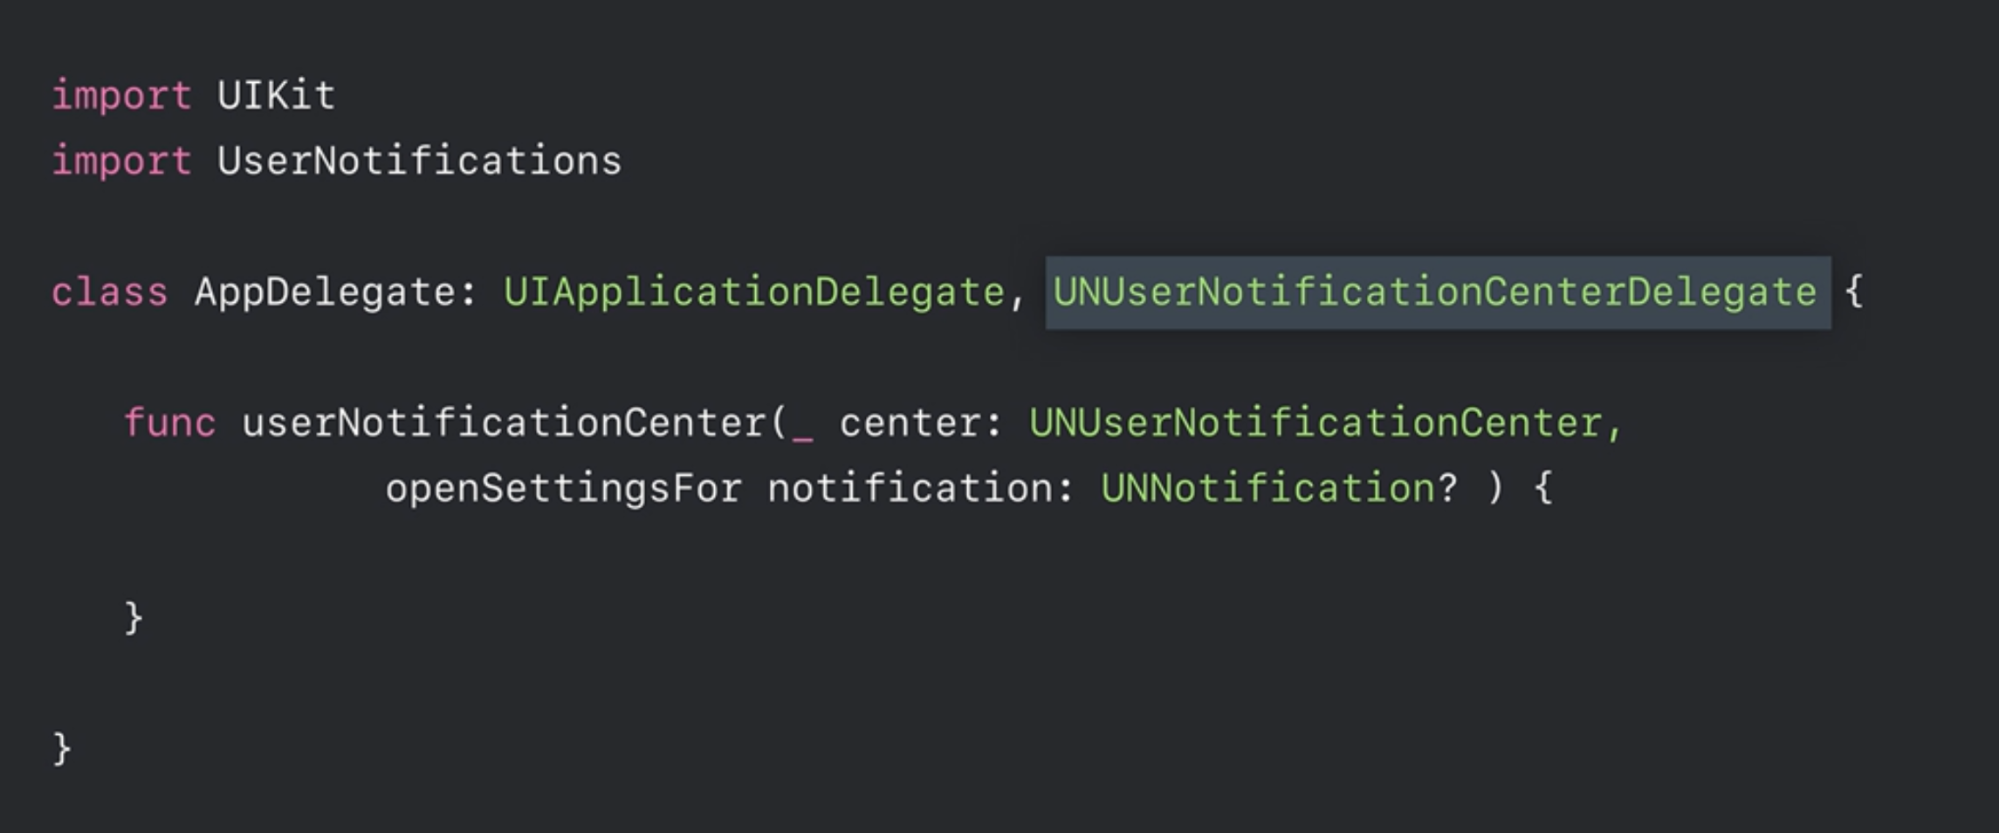 import UIKit
import UserNotifications
class AppDelegate: UIApplicationDelegate, UNUserNotificationCenterDelegate {
func userNotificationCenter(_ center: UNUserNotificationCenter,
openSettingsFor notification: UNNotification? ) {
}
}